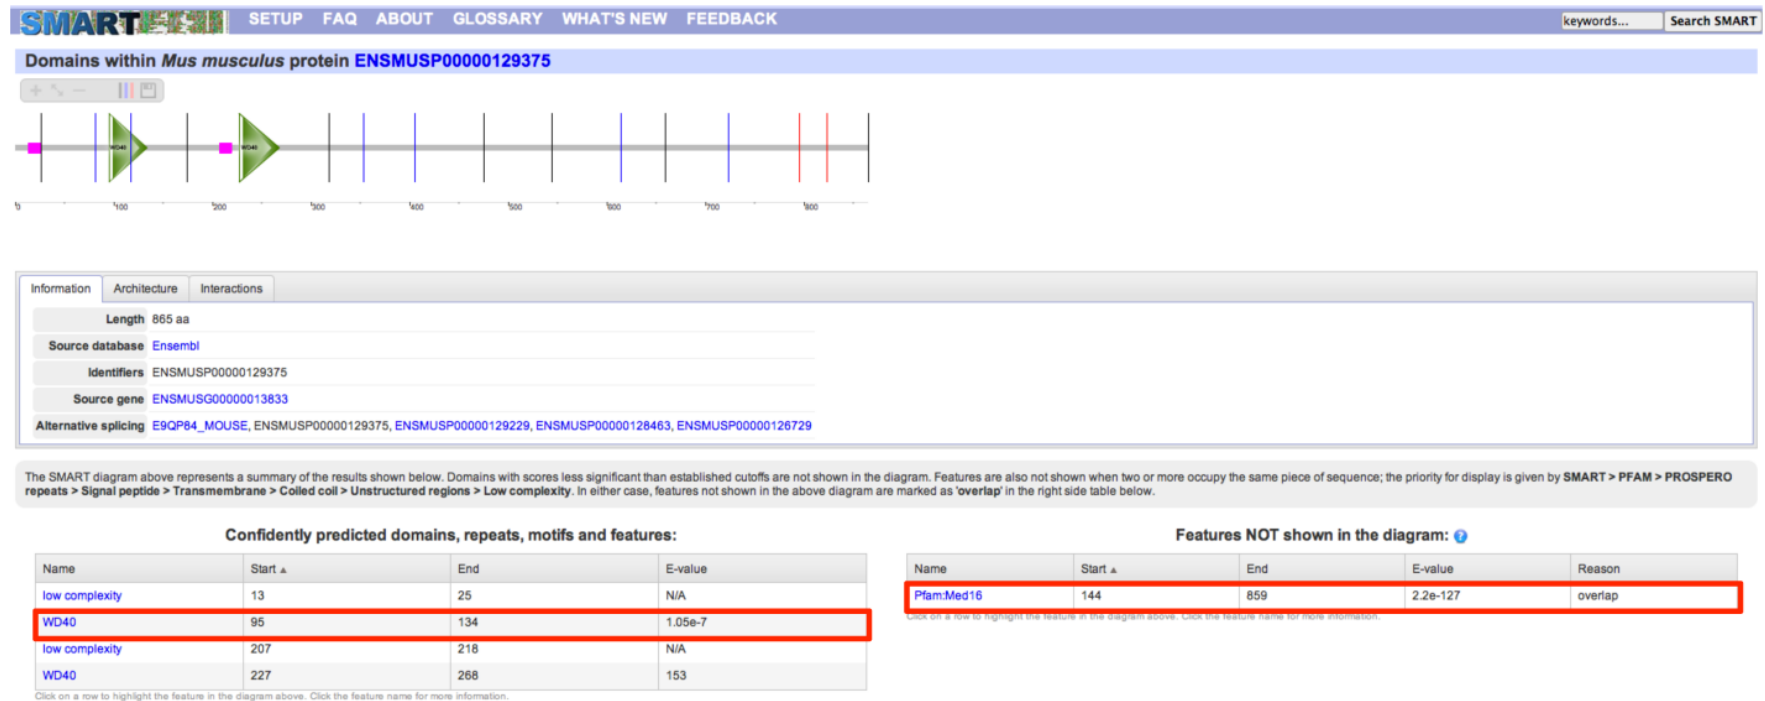 SMART SETUP FAQ ABOUT GLOSSARY WHAT'S NEW FEEDBACK keywords... Search SMART
Domains within Mus musculus protein ENSMUSP00000129375
WD40 WD40
0 100 200 300 400 500 600 700 800
Information Architecture Interactions
Length 865 aa
Source database Ensembl
Identifiers ENSMUSP00000129375
Source gene ENSMUSG00000013833
Alternative splicing E9QP84_MOUSE, ENSMUSP00000129375, ENSMUSP00000129229, ENSMUSP00000128463, ENSMUSP00000126729
The SMART diagram above represents a summary of the results shown below. Domains with scores less significant than established cutoffs are not shown in the diagram. Features are also not shown when two or more occupy the same piece of sequence; the priority for display is given by SMART > PFAM > PROSPERO
repeats > Signal peptide > Transmembrane > Coiled coil > Unstructured regions > Low complexity. In either case, features not shown in the above diagram are marked as 'overlap' in the right side table below.
Confidently predicted domains, repeats, motifs and features:
Name Start End E-value
low complexity 13 25 N/A
WD40 95 134 1.05e-7
low complexity 207 218 N/A
WD40 227 268 153
Click on a row to highlight the feature in the diagram above. Click the feature name for more information.
Features NOT shown in the diagram: ?
Name Start End E-value Reason
Pfam:Med16 144 859 2.2e-127 overlap
Click on a row to highlight the feature in the diagram above. Click the feature name for more information.